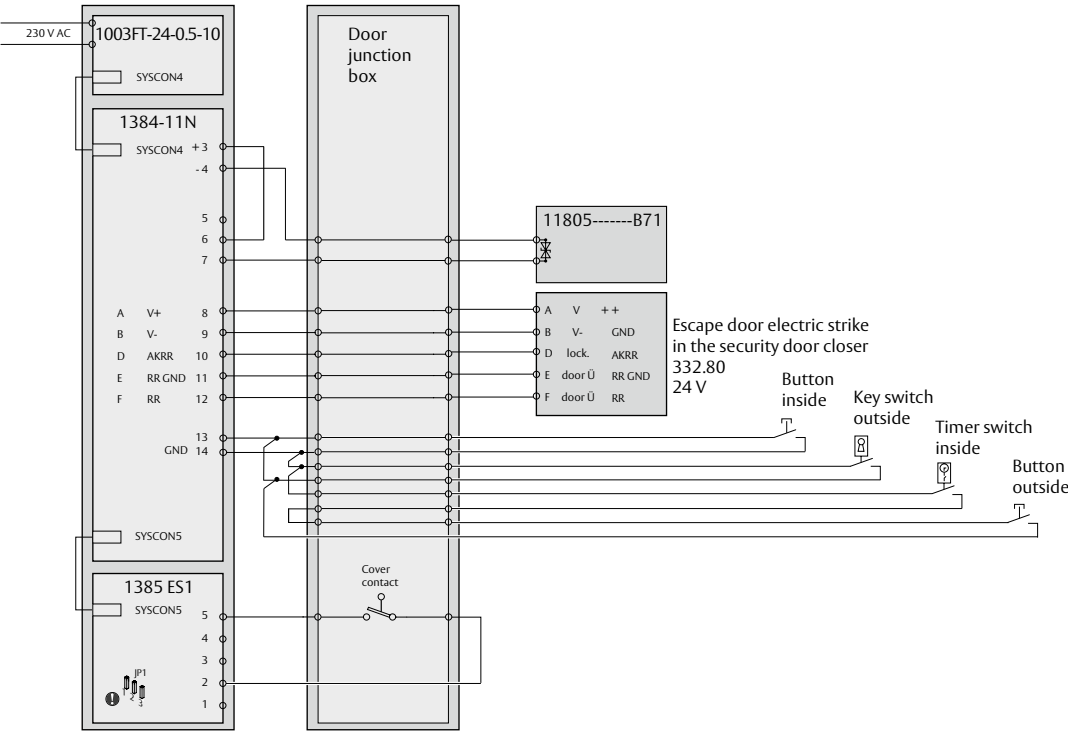 230 V AC
1003FT-24-0.5-10
SYSCON4
1384-11N
SYSCON4 +3
-4
5
6
7
A V+ 8
B V- 9
D AKRR 10
E RR GND 11
F RR 12
13
GND 14
SYSCON5
1385 ES1
SYSCON5 5
4
3
2
1
JP1
Door
junction
box
Cover
contact
11805-------B71
A V ++
B V- GND
D lock. AKRR
E door Ü RR GND
F door Ü RR
Escape door electric strike
in the security door closer
332.80
24 V
Button
inside
Key switch
outside
Timer switch
inside
Button
outside